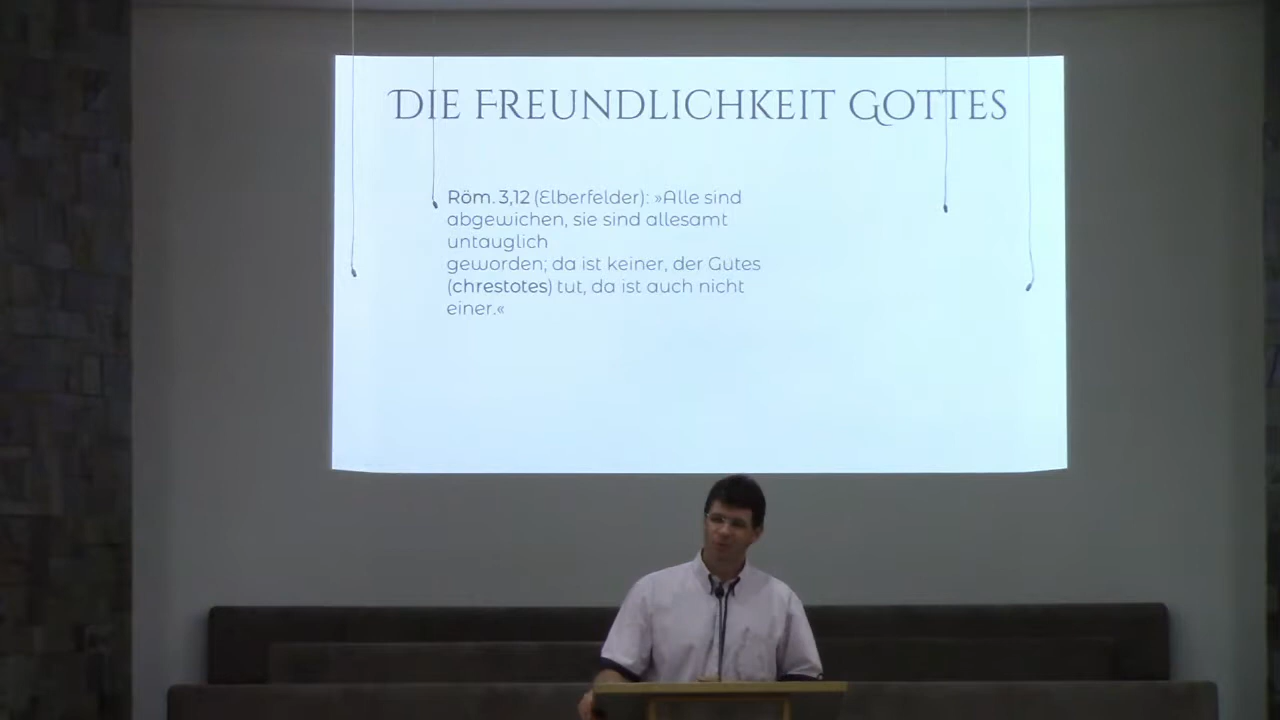 DIE FREUNDLICHKEIT GOTTES
Röm. 3,12 (Elberfelder): »Alle sind
abgewichen, sie sind allesamt
untauglich
geworden; da ist keiner, der Gutes
(chrestotes) tut, da ist auch nicht
einer.«